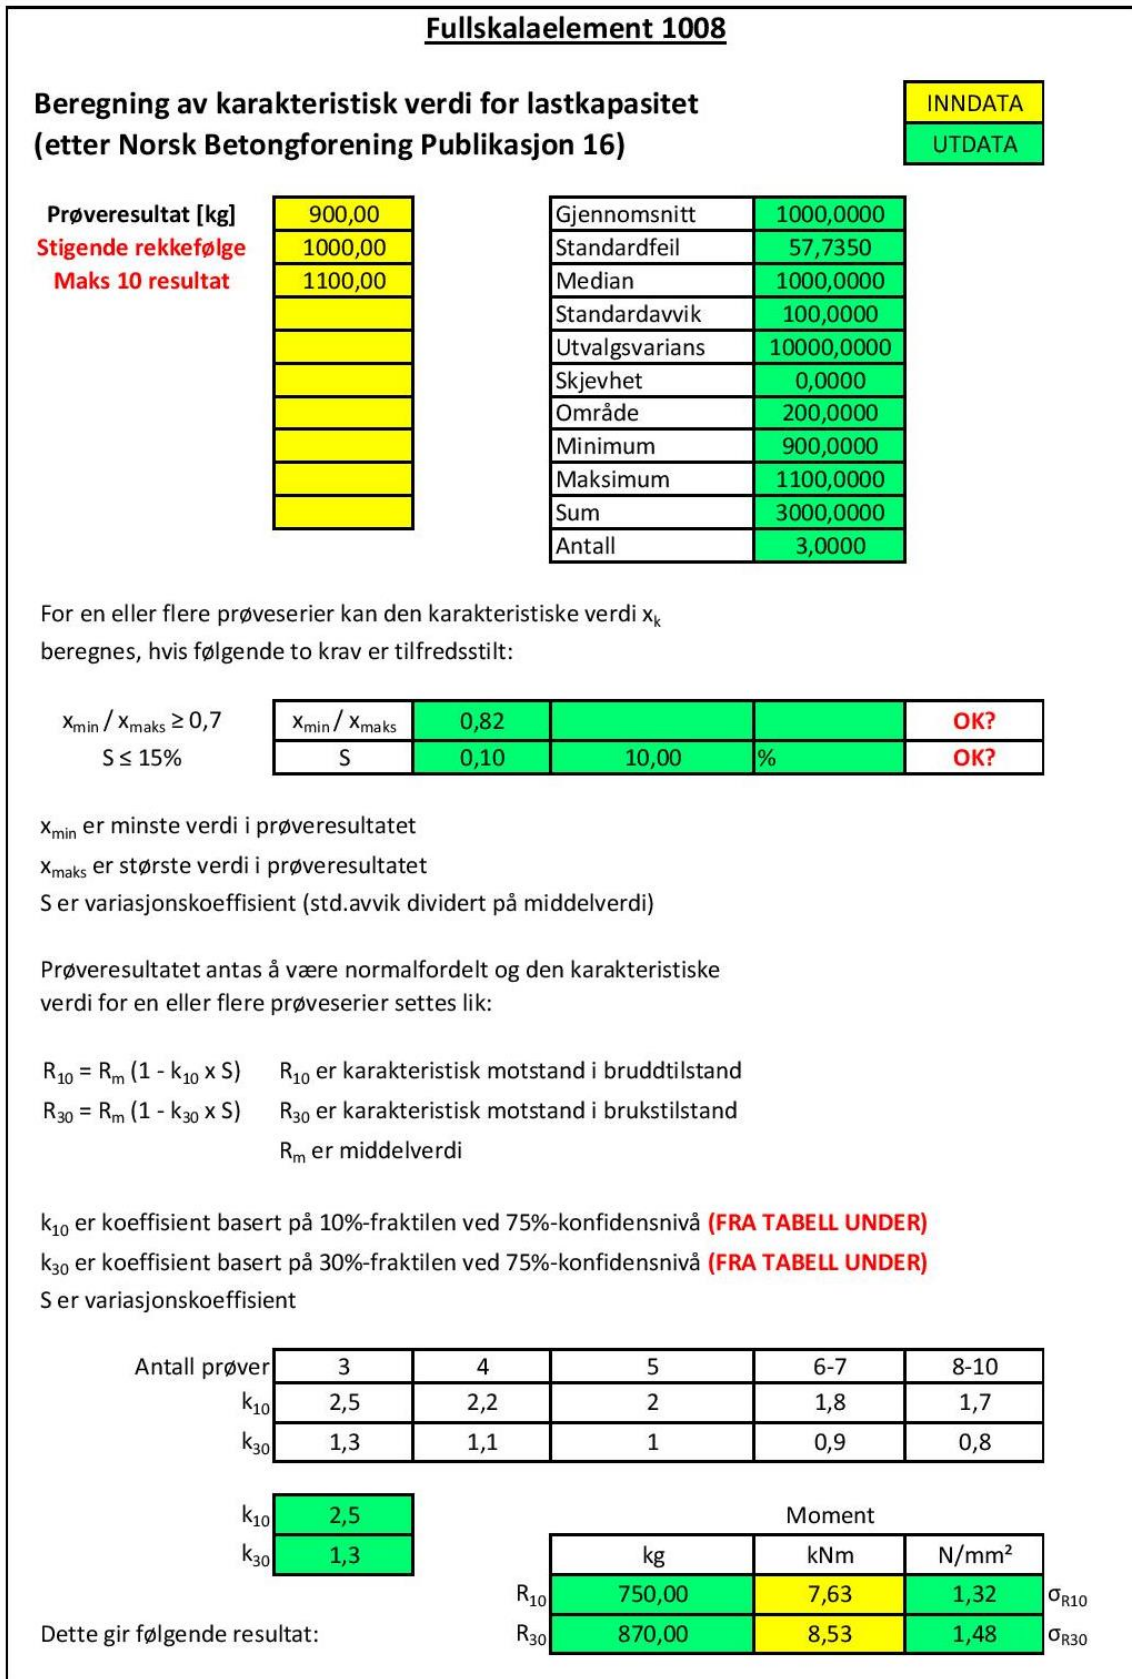 Fullskalaelement 1008
Beregning av karakteristisk verdi for lastkapasitet
(etter Norsk Betongforening Publikasjon 16)
INNDATA
UTDATA
Prøveresultat [kg] 900,00 Gjennomsnitt 1000,0000
Stigende rekkefølge 1000,00 Standardfeil 57,7350
Maks 10 resultat 1100,00 Median 1000,0000
Standardavvik 100,0000
Utvalgsvarians 10000,0000
Skjevhet 0,0000
Område 200,0000
Minimum 900,0000
Maksimum 1100,0000
Sum 3000,0000
Antall 3,0000
For en eller flere prøveserier kan den karakteristiske verdi xₖ
beregnes, hvis følgende to krav er tilfredsstilt:
x_min / x_maks ≥ 0,7 x_min / x_maks 0,82 OK?
S ≤ 15% S 0,10 10,00 % OK?
x_min er minste verdi i prøveresultatet
x_maks er største verdi i prøveresultatet
S er variasjonskoeffisient (std.avvik dividert på middelverdi)
Prøveresultatet antas å være normalfordelt og den karakteristiske
verdi for en eller flere prøveserier settes lik:
R₁₀ = Rₘ (1 - k₁₀ x S) R₁₀ er karakteristisk motstand i bruddtilstand
R₃₀ = Rₘ (1 - k₃₀ x S) R₃₀ er karakteristisk motstand i brukstilstand
Rₘ er middelverdi
k₁₀ er koeffisient basert på 10%-fraktilen ved 75%-konfidensnivå (FRA TABELL UNDER)
k₃₀ er koeffisient basert på 30%-fraktilen ved 75%-konfidensnivå (FRA TABELL UNDER)
S er variasjonskoeffisient
Antall prøver 3 4 5 6-7 8-10
k₁₀ 2,5 2,2 2 1,8 1,7
k₃₀ 1,3 1,1 1 0,9 0,8
k₁₀ 2,5 Moment
k₃₀ 1,3 kg kNm N/mm²
R₁₀ 750,00 7,63 1,32 σ_R10
Dette gir følgende resultat: R₃₀ 870,00 8,53 1,48 σ_R30